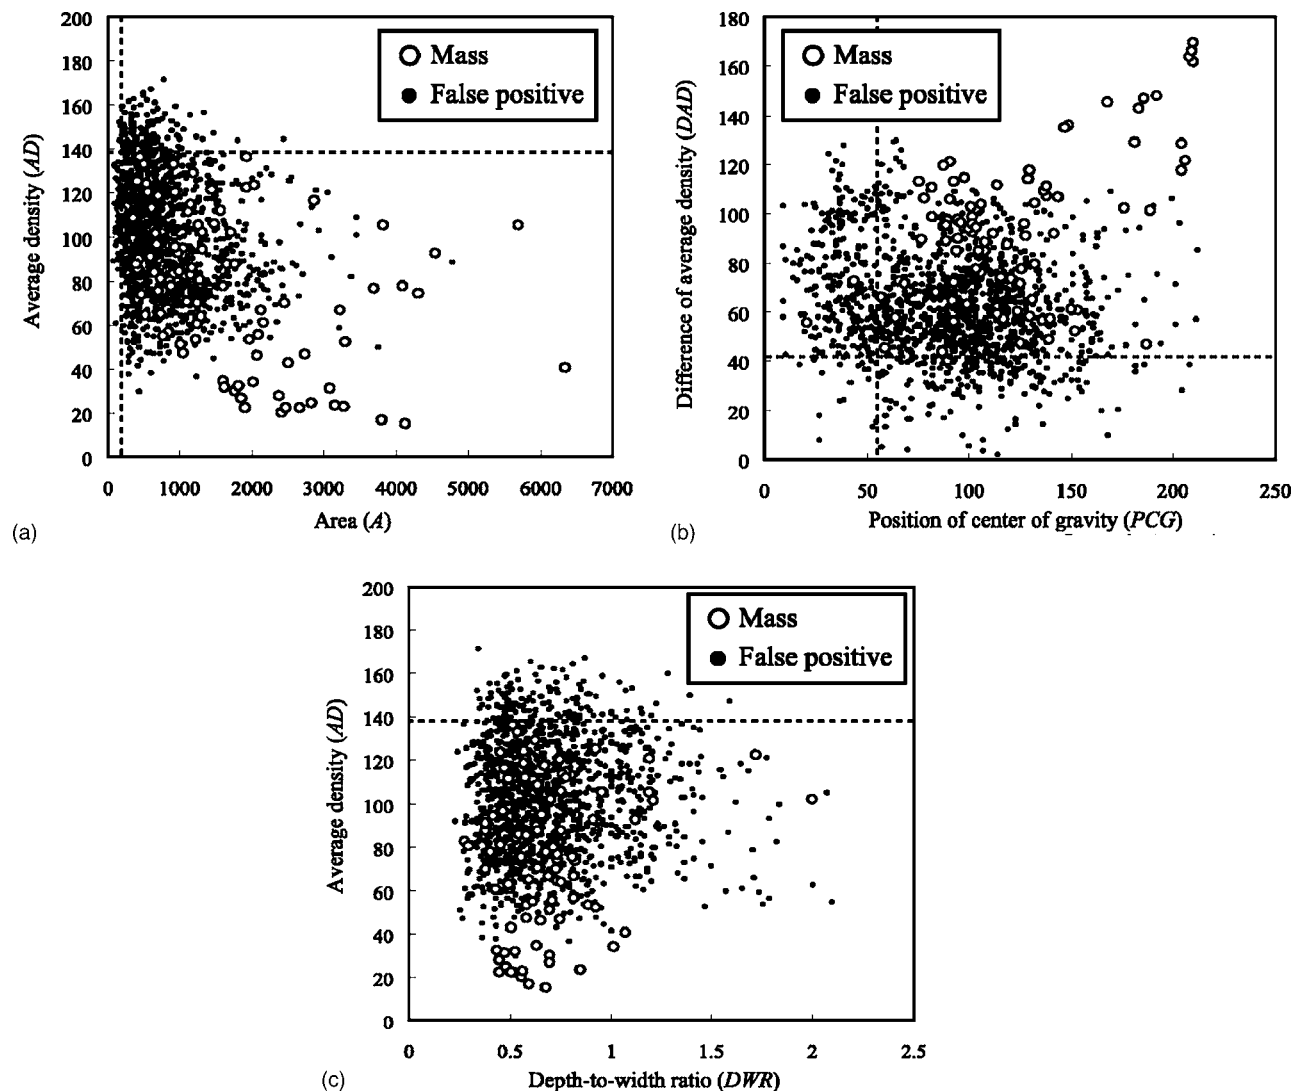 200
180
160
140
120
100
80
60
40
20
0
Average density (AD)
Mass
False positive
0 1000 2000 3000 4000 5000 6000 7000
Area (A)
(a)
180
160
140
120
100
80
60
40
20
0
Difference of average density (DAD)
Mass
False positive
0 50 100 150 200 250
Position of center of gravity (PCG)
(b)
200
180
160
140
120
100
80
60
40
20
0
Average density (AD)
Mass
False positive
0 0.5 1 1.5 2 2.5
Depth-to-width ratio (DWR)
(c)